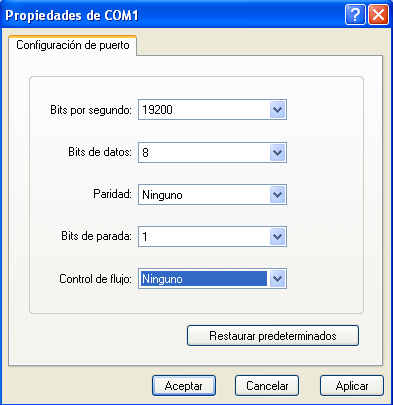 Propiedades de COM1
Configuración de puerto
Bits por segundo: 19200
Bits de datos: 8
Paridad: Ninguno
Bits de parada: 1
Control de flujo: Ninguno
Restaurar predeterminados
Aceptar Cancelar Aplicar